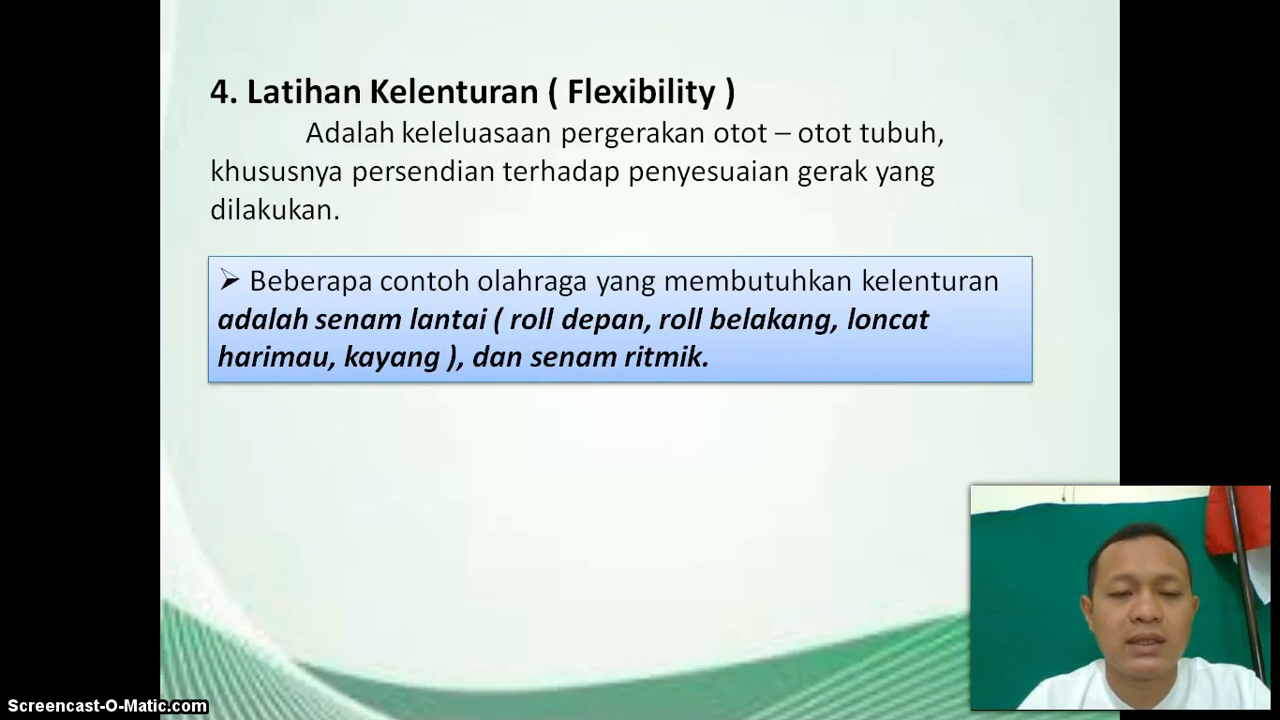 4. Latihan Kelenturan ( Flexibility )
Adalah keleluasaan pergerakan otot – otot tubuh,
khususnya persendian terhadap penyesuaian gerak yang
dilakukan.
➢ Beberapa contoh olahraga yang membutuhkan kelenturan
adalah senam lantai ( roll depan, roll belakang, loncat
harimau, kayang ), dan senam ritmik.
Screencast-O-Matic.com